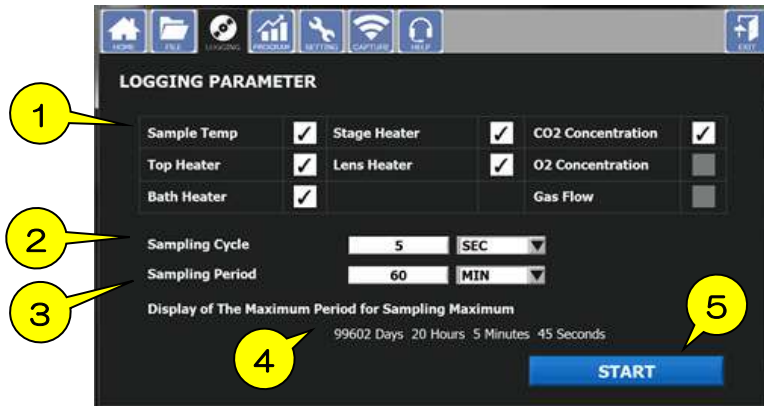 HOME FILE LOGGING PROGRAM SETTING CAPTURE HELP EXIT
LOGGING PARAMETER
1
Sample Temp Stage Heater CO2 Concentration
Top Heater Lens Heater O2 Concentration
Bath Heater Gas Flow
2
Sampling Cycle 5 SEC
Sampling Period 60 MIN
3
Display of The Maximum Period for Sampling Maximum
4
99602 Days 20 Hours 5 Minutes 45 Seconds
5
START